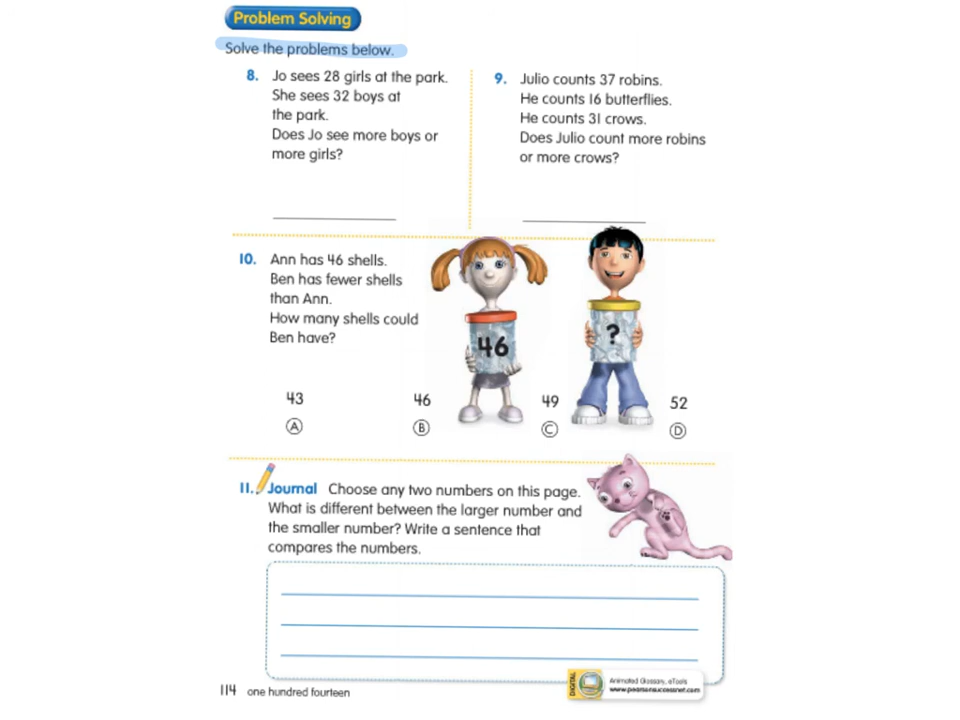 Problem Solving
Solve the problems below.
8. Jo sees 28 girls at the park.
She sees 32 boys at
the park.
Does Jo see more boys or
more girls?
9. Julio counts 37 robins.
He counts 16 butterflies.
He counts 31 crows.
Does Julio count more robins
or more crows?
10. Ann has 46 shells.
Ben has fewer shells
than Ann.
How many shells could
Ben have?
46
?
43 46 49 52
A B C D
11. Journal Choose any two numbers on this page.
What is different between the larger number and
the smaller number? Write a sentence that
compares the numbers.
114 one hundred fourteen
DIGITAL
Animated Glossary, eTools
www.pearsonsuccessnet.com